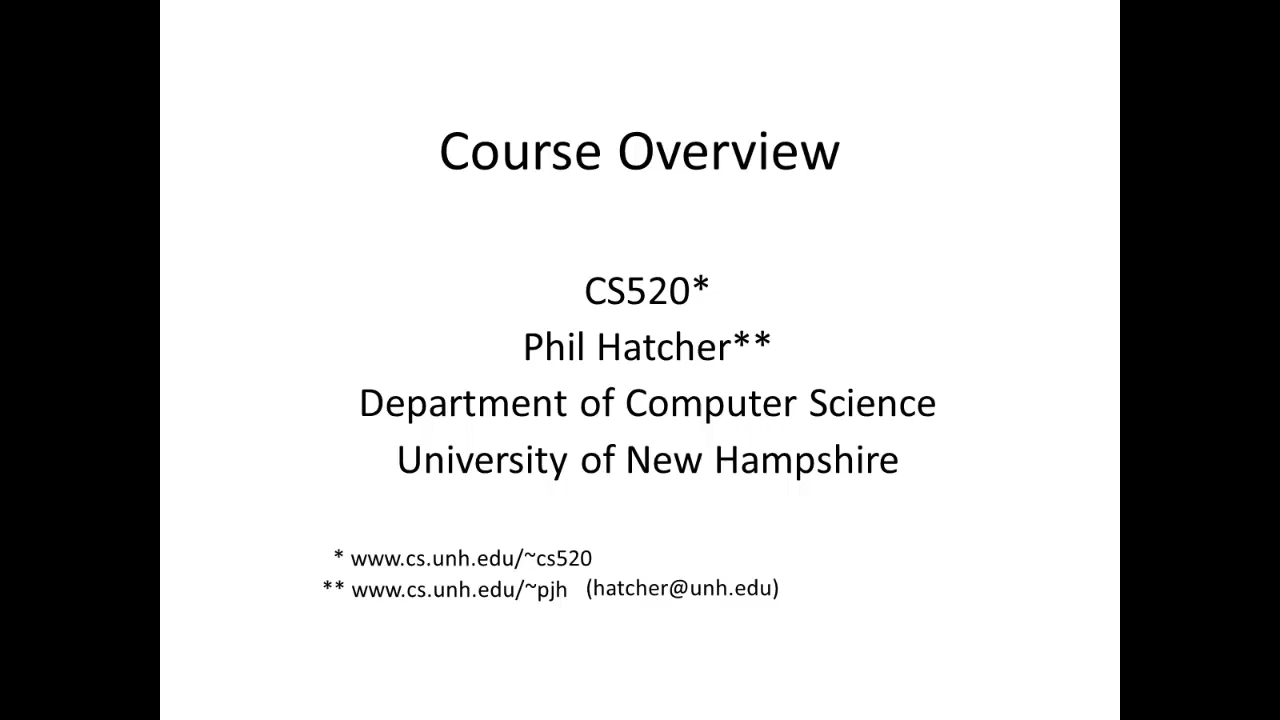 Course Overview
CS520*
Phil Hatcher**
Department of Computer Science
University of New Hampshire
* www.cs.unh.edu/~cs520
** www.cs.unh.edu/~pjh (hatcher@unh.edu)